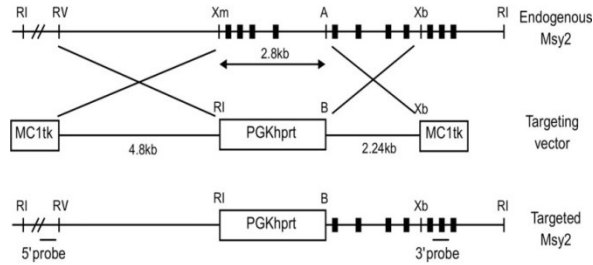 RI RV Xm A Xb RI Endogenous
Msy2
2.8kb
RI B Xb
MC1tk PGKhprt MC1tk Targeting
vector
4.8kb 2.24kb
RI RV RI B Xb RI Targeted
Msy2
PGKhprt
5'probe 3'probe